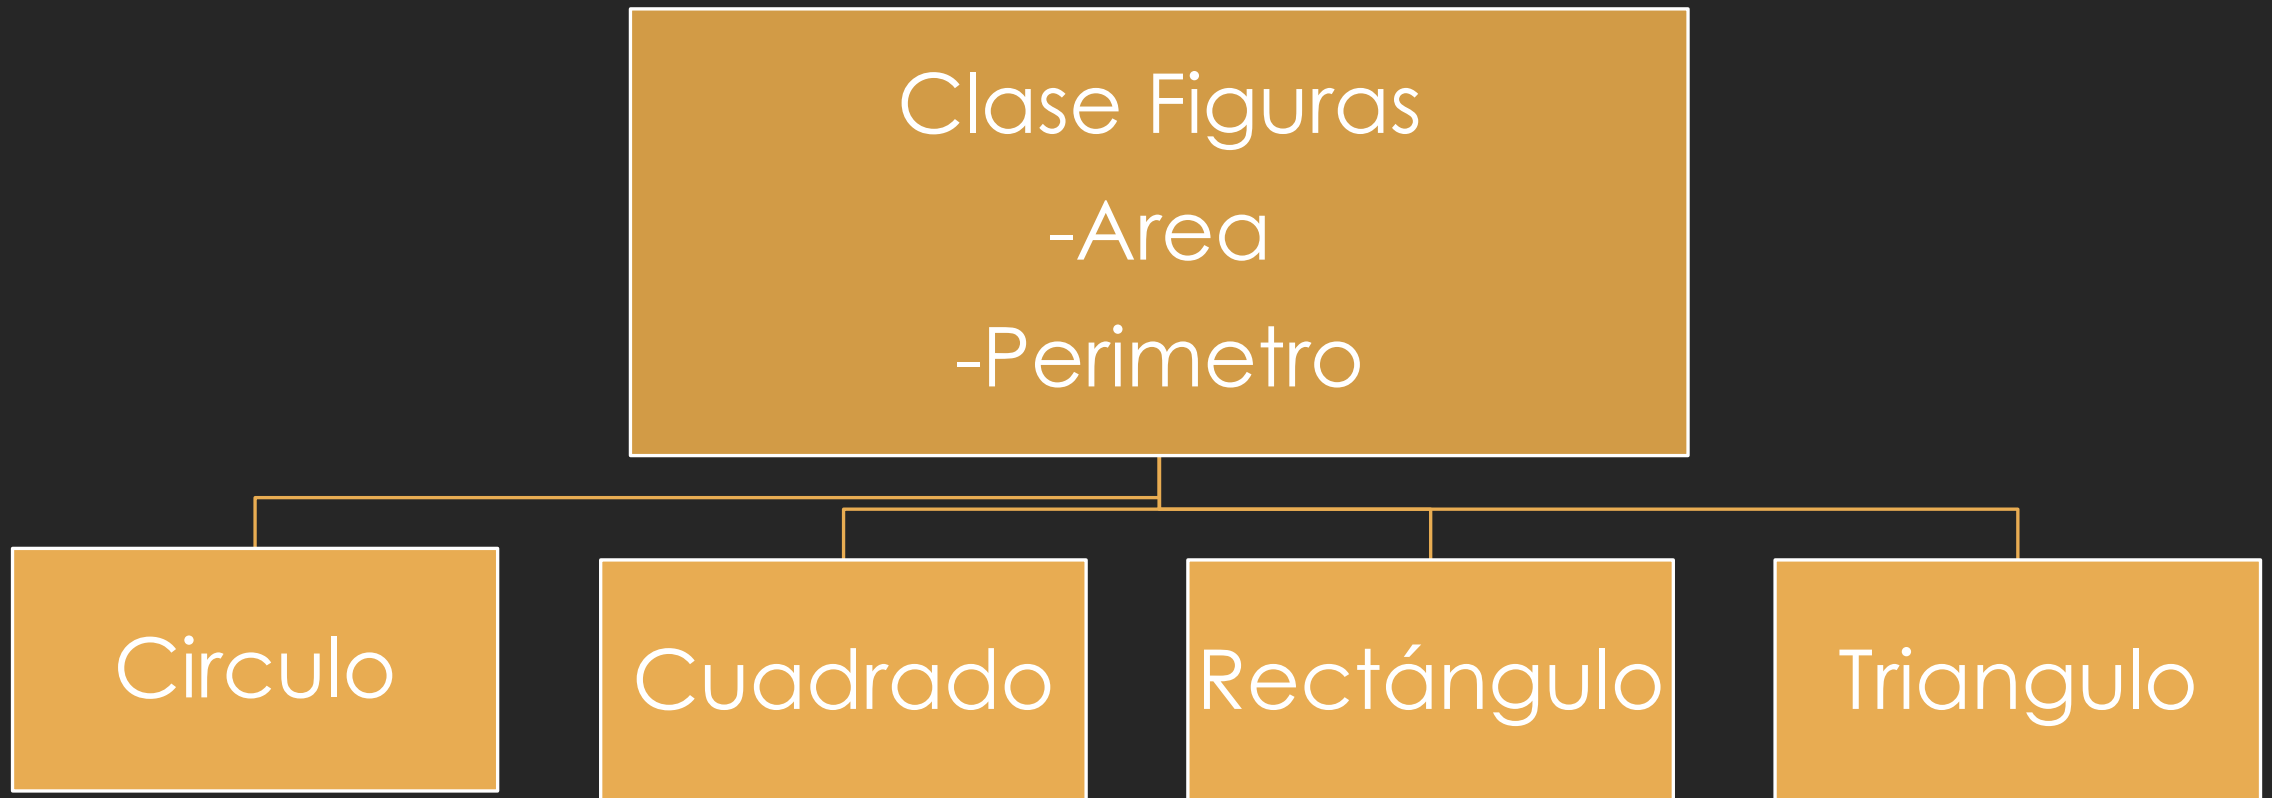 Clase Figuras
-Area
-Perimetro
Circulo
Cuadrado
Rectángulo
Triangulo